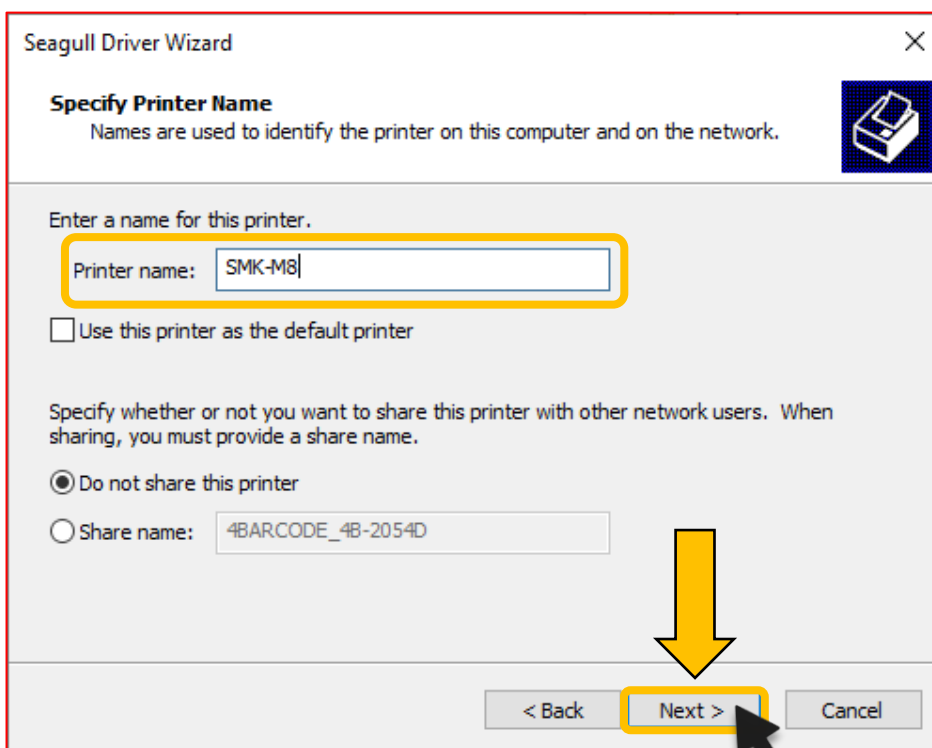 Seagull Driver Wizard
Specify Printer Name
Names are used to identify the printer on this computer and on the network.
Enter a name for this printer.
Printer name: SMK-M8
Use this printer as the default printer
Specify whether or not you want to share this printer with other network users. When
sharing, you must provide a share name.
Do not share this printer
Share name: 4BARCODE_4B-2054D
< Back Next > Cancel